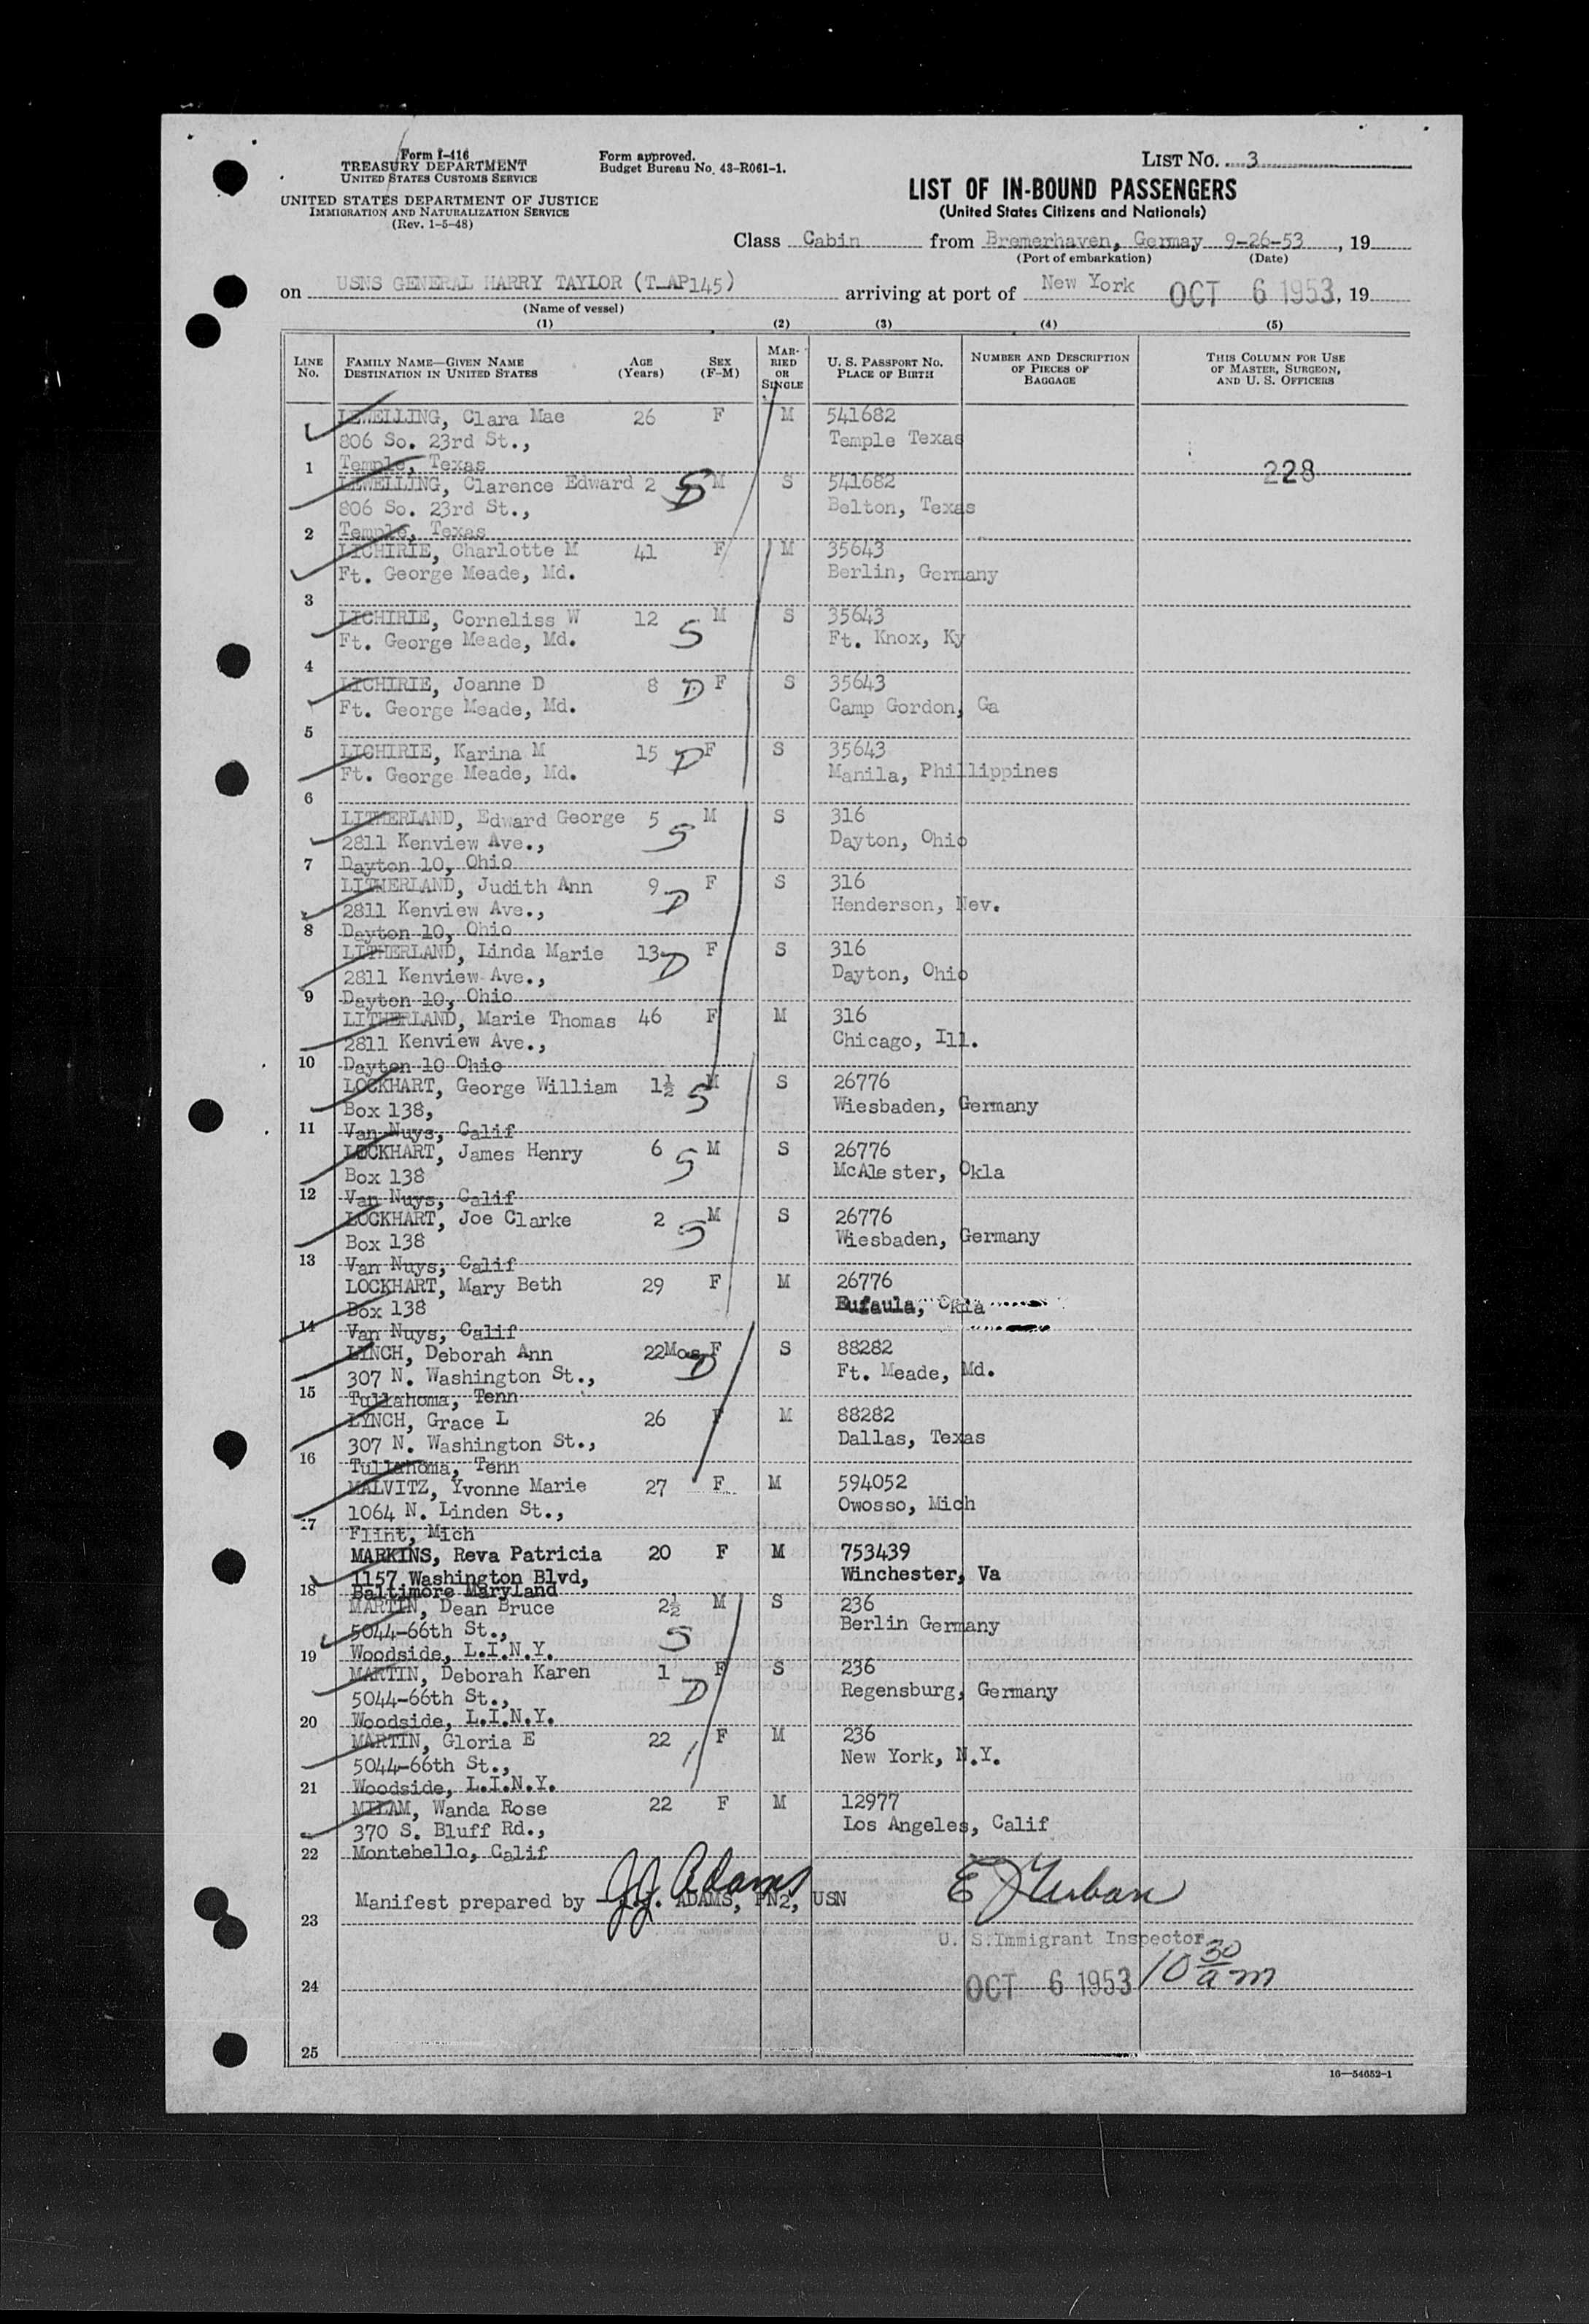 Form I-416
TREASURY DEPARTMENT
UNITED STATES CUSTOMS SERVICE
UNITED STATES DEPARTMENT OF JUSTICE
IMMIGRATION AND NATURALIZATION SERVICE
(Rev. 1-5-48)
Form approved.
Budget Bureau No. 43-R061-1.
LIST NO. 3
LIST OF IN-BOUND PASSENGERS
(United States Citizens and Nationals)
Class Cabin from Bremerhaven, Germay 9-26-53, 19
(Port of embarkation) (Date)
on USNS GENERAL HARRY TAYLOR (T-AP145) arriving at port of New York OCT 6 1953, 19
(Name of vessel)
(1) (2) (3) (4) (5)
LINE NO. FAMILY NAME—GIVEN NAME DESTINATION IN UNITED STATES AGE (Years) SEX (F-M) MARRIED OR SINGLE U. S. PASSPORT NO. PLACE OF BIRTH NUMBER AND DESCRIPTION OF PIECES OF BAGGAGE THIS COLUMN FOR USE OF MASTER, SURGEON, AND U. S. OFFICERS
LEWELLING, Clara Mae 26 F M 541682
806 So. 23rd St., Temple Texas
1 Temple, Texas 228
LEWELLING, Clarence Edward 2 S D M S 541682
806 So. 23rd St., Belton, Texas
2 Temple, Texas
LICHIRIE, Charlotte M 41 F M 35643
Ft. George Meade, Md. Berlin, Germany
3
LICHIRIE, Corneliss W 12 S M S 35643
Ft. George Meade, Md. Ft. Knox, Ky
4
LICHIRIE, Joanne D 8 D F S 35643
Ft. George Meade, Md. Camp Gordon, Ga
5
LICHIRIE, Karina M 15 D F S 35643
Ft. George Meade, Md. Manila, Phillippines
6
LITHERLAND, Edward George 5 S M S 316
2811 Kenview Ave., Dayton, Ohio
7 Dayton 10, Ohio
LITHERLAND, Judith Ann 9 D F S 316
2811 Kenview Ave., Henderson, Nev.
8 Dayton 10, Ohio
LITHERLAND, Linda Marie 13 D F S 316
2811 Kenview Ave., Dayton, Ohio
9 Dayton 10, Ohio
LITHERLAND, Marie Thomas 46 F M 316
2811 Kenview Ave., Chicago, Ill.
10 Dayton 10 Ohio
LOCKHART, George William 1½ S M S 26776
Box 138, Wiesbaden, Germany
11 Van Nuys, Calif
LOCKHART, James Henry 6 S M S 26776
Box 138 McAlester, Okla
12 Van Nuys, Calif
LOCKHART, Joe Clarke 2 S M S 26776
Box 138 Wiesbaden, Germany
13 Van Nuys, Calif
LOCKHART, Mary Beth 29 F M 26776
Box 138 Eufaula, Okla
14 Van Nuys, Calif
LYNCH, Deborah Ann 22Mos D F S 88282
307 N. Washington St., Ft. Meade, Md.
15 Tullahoma, Tenn
LYNCH, Grace L 26 F M 88282
307 N. Washington St., Dallas, Texas
16 Tullahoma, Tenn
MALVITZ, Yvonne Marie 27 F M 594052
1064 N. Linden St., Owosso, Mich
17 Flint, Mich
MARKINS, Reva Patricia 20 F M 753439
1157 Washington Blvd, Winchester, Va
18 Baltimore Maryland
MARTIN, Dean Bruce 2½ S M S 236
5044-66th St., Berlin Germany
19 Woodside, L.I.N.Y.
MARTIN, Deborah Karen 1 D F S 236
5044-66th St., Regensburg, Germany
20 Woodside, L.I.N.Y.
MARTIN, Gloria E 22 F M 236
5044-66th St., New York, N.Y.
21 Woodside, L.I.N.Y.
MILAM, Wanda Rose 22 F M 12977
370 S. Bluff Rd., Los Angeles, Calif
22 Montebello, Calif
JJ Adams
Manifest prepared by J.J. ADAMS, PN2, USN
23
U. S. Immigrant Inspector
24 OCT 6 1953 10 30 am
25
16—54652-1